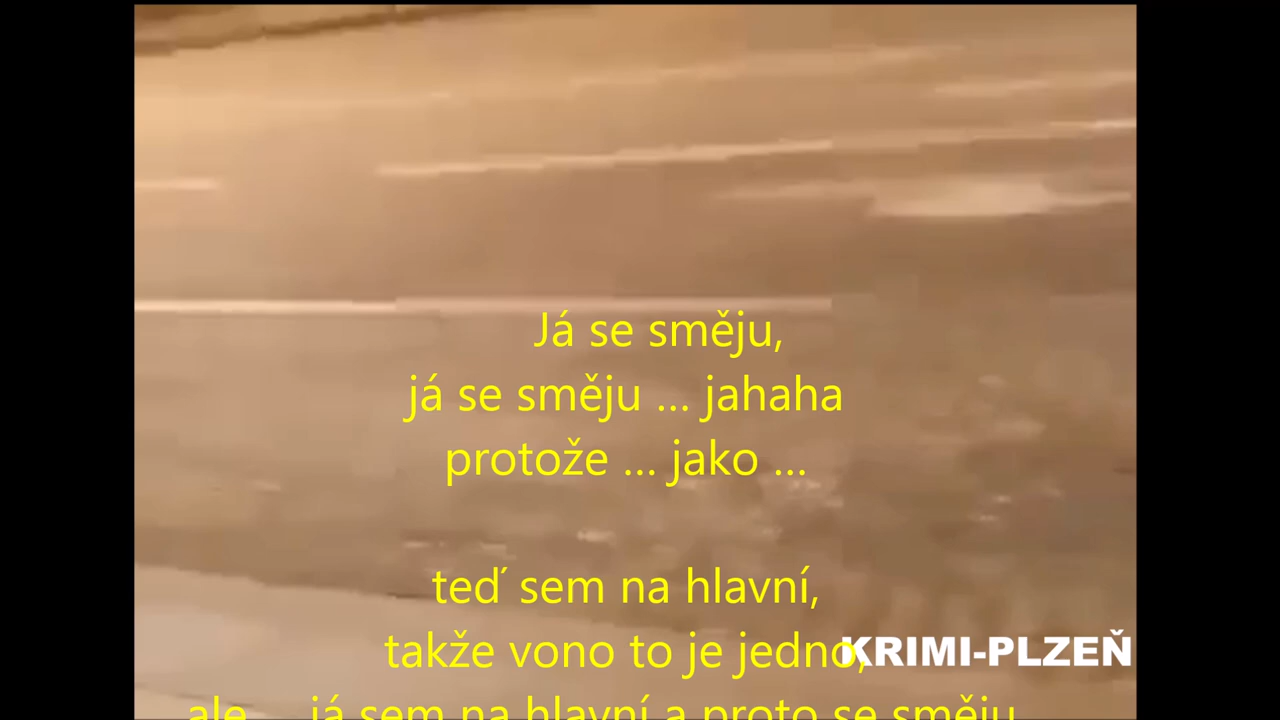 Já se směju,
já se směju ... jahaha
protože ... jako ...
teď sem na hlavní,
takže vono to je jedno,
KRIMI-PLZEŇ
ale ... já sem na hlavní a proto se směju